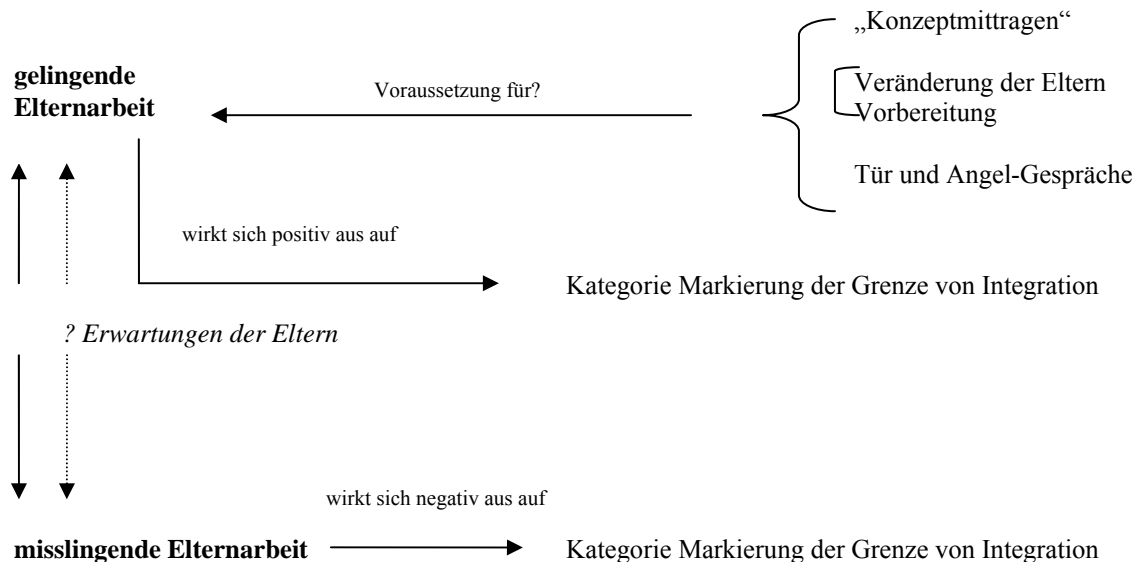 „Konzeptmittragen“
gelingende
Elternarbeit
Voraussetzung für?
Veränderung der Eltern
Vorbereitung
Tür und Angel-Gespräche
wirkt sich positiv aus auf
Kategorie Markierung der Grenze von Integration
? Erwartungen der Eltern
wirkt sich negativ aus auf
misslingende Elternarbeit
Kategorie Markierung der Grenze von Integration